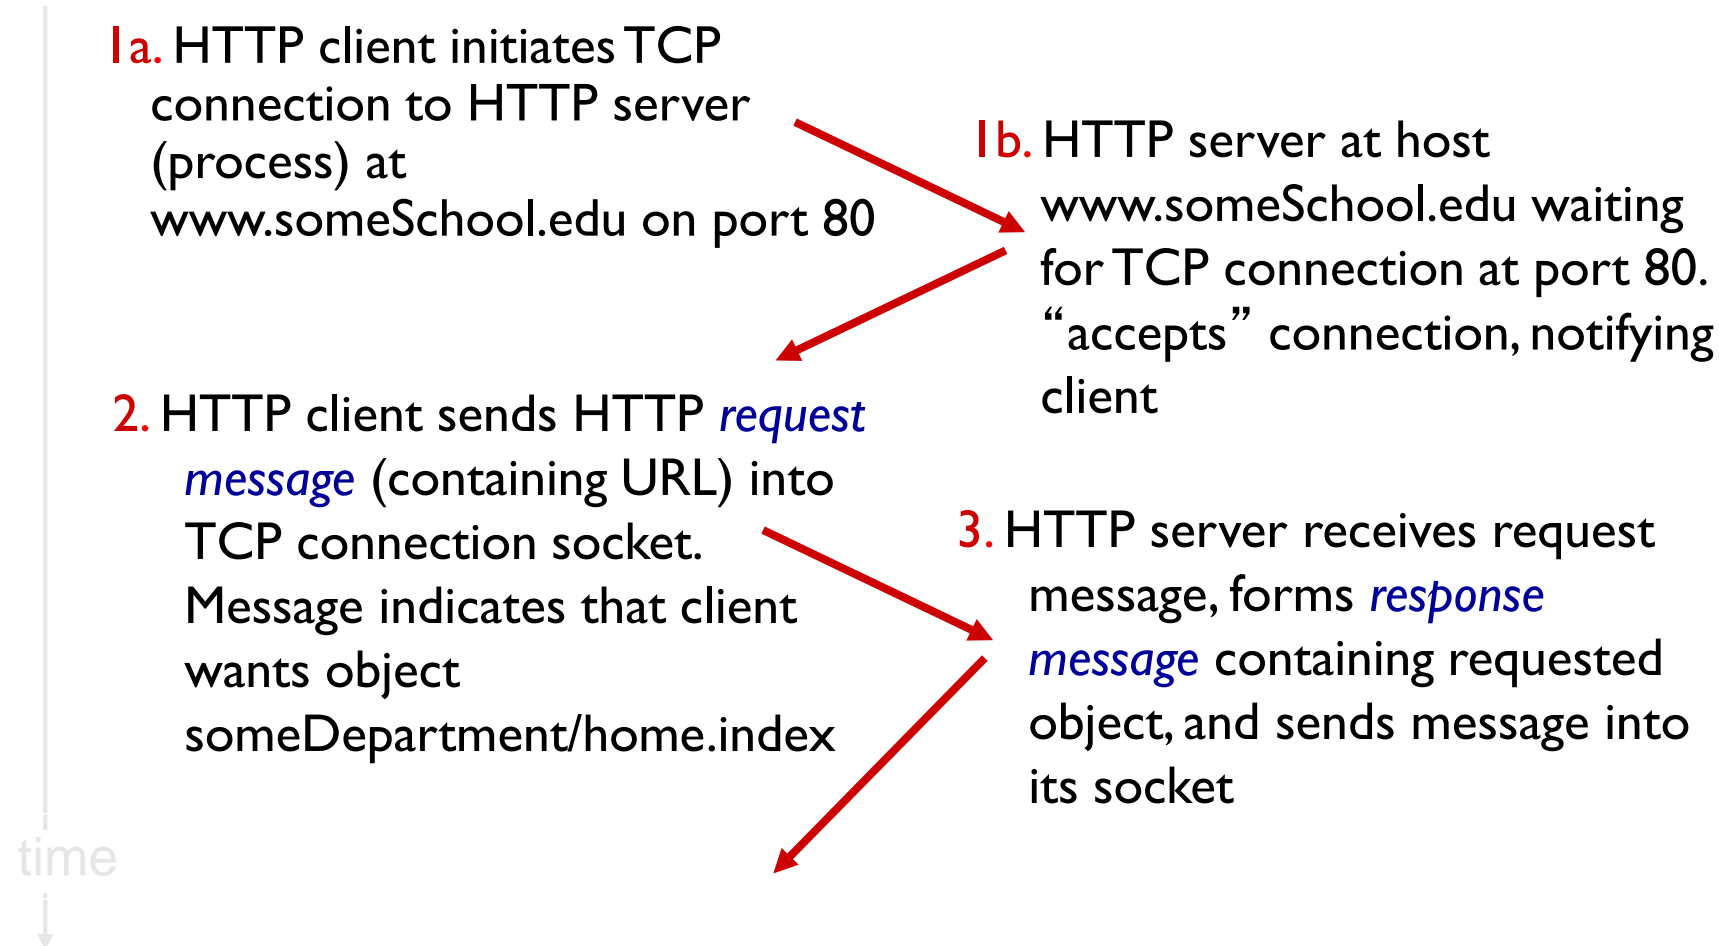 1a. HTTP client initiates TCP
connection to HTTP server
(process) at
www.someSchool.edu on port 80
1b. HTTP server at host
www.someSchool.edu waiting
for TCP connection at port 80.
“accepts” connection, notifying
client
2. HTTP client sends HTTP request
message (containing URL) into
TCP connection socket.
Message indicates that client
wants object
someDepartment/home.index
3. HTTP server receives request
message, forms response
message containing requested
object, and sends message into
its socket
time